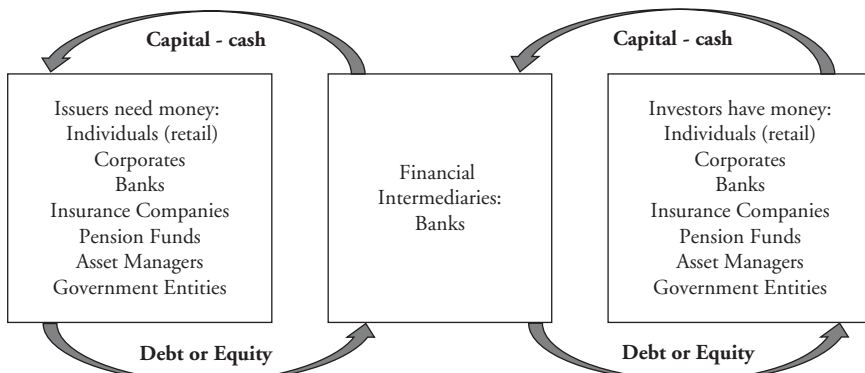 Capital - cash
Capital - cash
Issuers need money:
Individuals (retail)
Corporates
Banks
Insurance Companies
Pension Funds
Asset Managers
Government Entities
Financial
Intermediaries:
Banks
Investors have money:
Individuals (retail)
Corporates
Banks
Insurance Companies
Pension Funds
Asset Managers
Government Entities
Debt or Equity
Debt or Equity